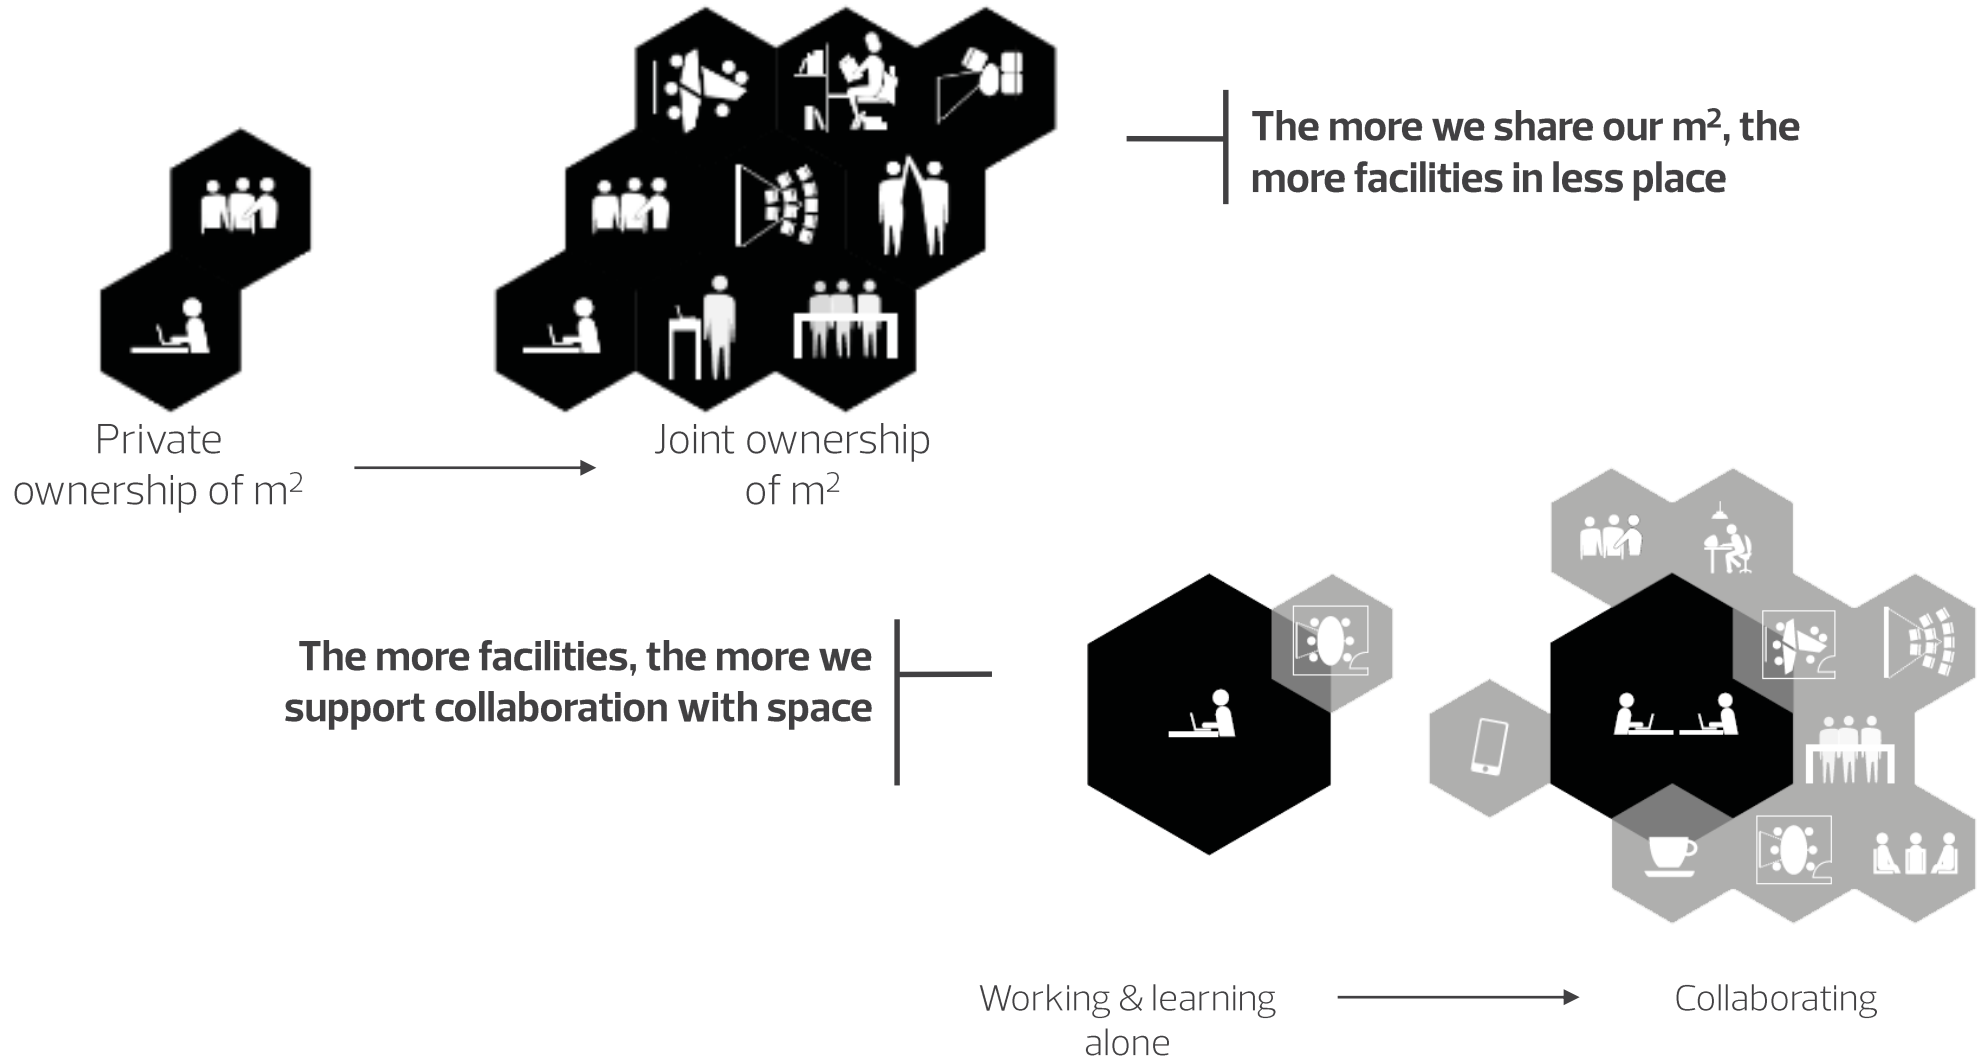 The more we share our m², the
more facilities in less place
Private
ownership of m²
Joint ownership
of m²
The more facilities, the more we
support collaboration with space
Working & learning
alone
Collaborating